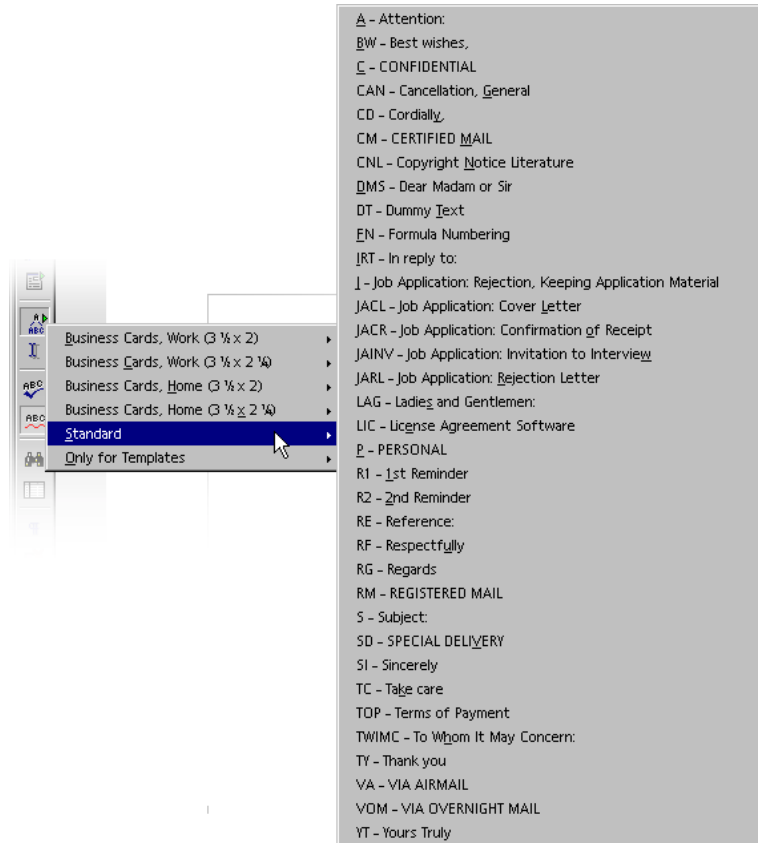 A – Attention:
BW – Best wishes,
C – CONFIDENTIAL
CAN – Cancellation, General
CD – Cordially,
CM – CERTIFIED MAIL
CNL – Copyright Notice Literature
DMS – Dear Madam or Sir
DT – Dummy Text
FN – Formula Numbering
IRT – In reply to:
J – Job Application: Rejection, Keeping Application Material
JACL – Job Application: Cover Letter
JACR – Job Application: Confirmation of Receipt
JAINV – Job Application: Invitation to Interview
JARL – Job Application: Rejection Letter
LAG – Ladies and Gentlemen:
LIC – License Agreement Software
P – PERSONAL
R1 – 1st Reminder
R2 – 2nd Reminder
RE – Reference:
RF – Respectfully
RG – Regards
RM – REGISTERED MAIL
S – Subject:
SD – SPECIAL DELIVERY
SI – Sincerely
TC – Take care
TOP – Terms of Payment
TWIMC – To Whom It May Concern:
TY – Thank you
VA – VIA AIRMAIL
VOM – VIA OVERNIGHT MAIL
YT – Yours Truly
Business Cards, Work (3 ½ x 2)
Business Cards, Work (3 ½ x 2 ¼)
Business Cards, Home (3 ½ x 2)
Business Cards, Home (3 ½ x 2 ¼)
Standard
Only for Templates
A
ABC
ABC
ABC